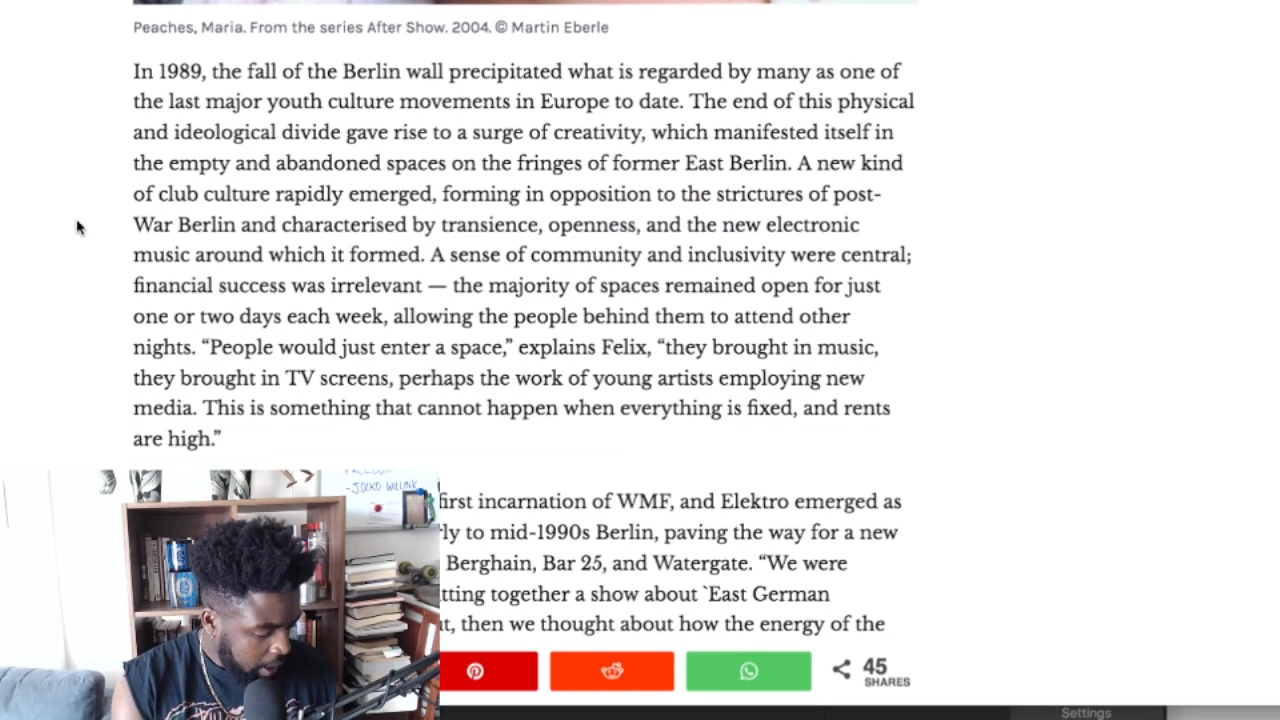 Peaches, Maria. From the series After Show. 2004. © Martin Eberle
In 1989, the fall of the Berlin wall precipitated what is regarded by many as one of
the last major youth culture movements in Europe to date. The end of this physical
and ideological divide gave rise to a surge of creativity, which manifested itself in
the empty and abandoned spaces on the fringes of former East Berlin. A new kind
of club culture rapidly emerged, forming in opposition to the strictures of post-
War Berlin and characterised by transience, openness, and the new electronic
music around which it formed. A sense of community and inclusivity were central;
financial success was irrelevant — the majority of spaces remained open for just
one or two days each week, allowing the people behind them to attend other
nights. “People would just enter a space,” explains Felix, “they brought in music,
they brought in TV screens, perhaps the work of young artists employing new
media. This is something that cannot happen when everything is fixed, and rents
are high.”
-JOCKO WILLINK
first incarnation of WMF, and Elektro emerged as
to mid-1990s Berlin, paving the way for a new
Berghain, Bar 25, and Watergate. “We were
together a show about `East German
then we thought about how the energy of the
45
SHARES
Settings